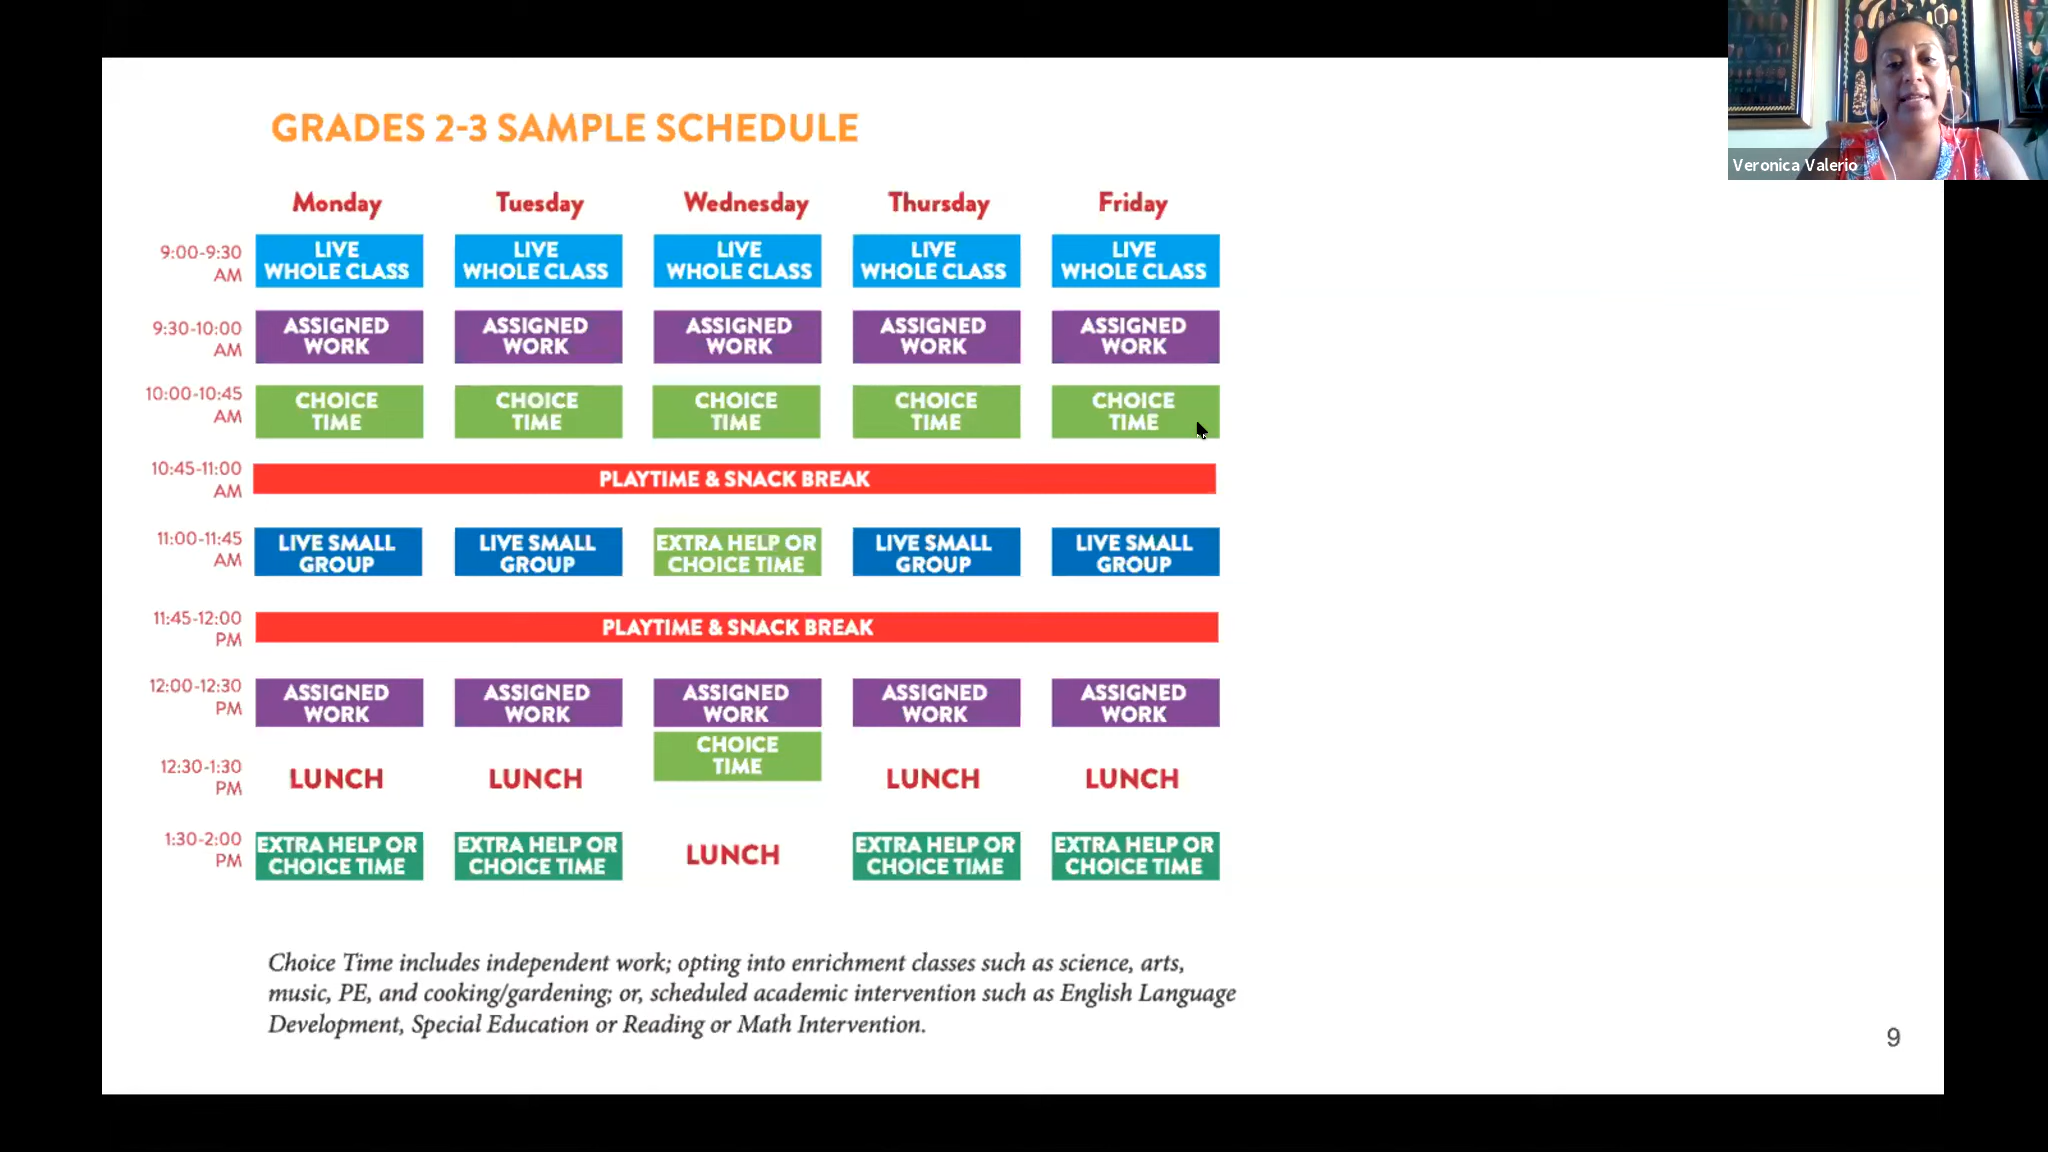 GRADES 2-3 SAMPLE SCHEDULE
Veronica Valerio
Monday
Tuesday
Wednesday
Thursday
Friday
9:00-9:30
AM
LIVE
WHOLE CLASS
LIVE
WHOLE CLASS
LIVE
WHOLE CLASS
LIVE
WHOLE CLASS
LIVE
WHOLE CLASS
9:30-10:00
AM
ASSIGNED
WORK
ASSIGNED
WORK
ASSIGNED
WORK
ASSIGNED
WORK
ASSIGNED
WORK
10:00-10:45
AM
CHOICE
TIME
CHOICE
TIME
CHOICE
TIME
CHOICE
TIME
CHOICE
TIME
10:45-11:00
AM
PLAYTIME & SNACK BREAK
11:00-11:45
AM
LIVE SMALL
GROUP
LIVE SMALL
GROUP
EXTRA HELP OR
CHOICE TIME
LIVE SMALL
GROUP
LIVE SMALL
GROUP
11:45-12:00
PM
PLAYTIME & SNACK BREAK
12:00-12:30
PM
ASSIGNED
WORK
ASSIGNED
WORK
ASSIGNED
WORK
ASSIGNED
WORK
ASSIGNED
WORK
12:30-1:30
PM
LUNCH
LUNCH
CHOICE
TIME
LUNCH
LUNCH
1:30-2:00
PM
EXTRA HELP OR
CHOICE TIME
EXTRA HELP OR
CHOICE TIME
LUNCH
EXTRA HELP OR
CHOICE TIME
EXTRA HELP OR
CHOICE TIME
Choice Time includes independent work; opting into enrichment classes such as science, arts,
music, PE, and cooking/gardening; or, scheduled academic intervention such as English Language
Development, Special Education or Reading or Math Intervention.
9